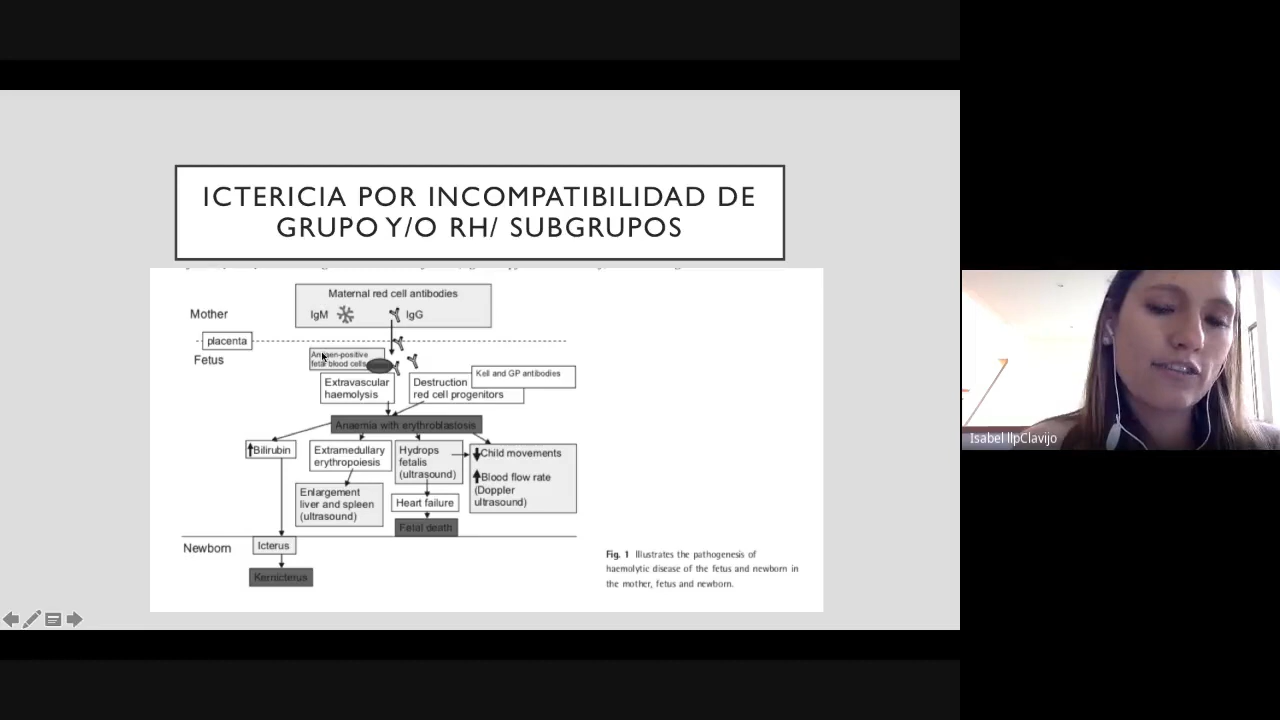 ICTERICIA POR INCOMPATIBILIDAD DE
GRUPO Y/O RH/ SUBGRUPOS
Maternal red cell antibodies
Mother
IgM
IgG
placenta
Fetus
fetal blood cells
Kell and GP antibodies
Extravascular
haemolysis
Destruction
red cell progenitors
Anaemia with erythroblastosis
Bilirubin
Extramedullary
erythropoiesis
Hydrops
fetalis
(ultrasound)
Child movements
Blood flow rate
(Doppler
ultrasound)
Enlargement
liver and spleen
(ultrasound)
Heart failure
Fetal death
Newborn
Icterus
Kernicterus
Fig. 1 Illustrates the pathogenesis of
haemolytic disease of the fetus and newborn in
the mother, fetus and newborn.
Isabel llpClavijo